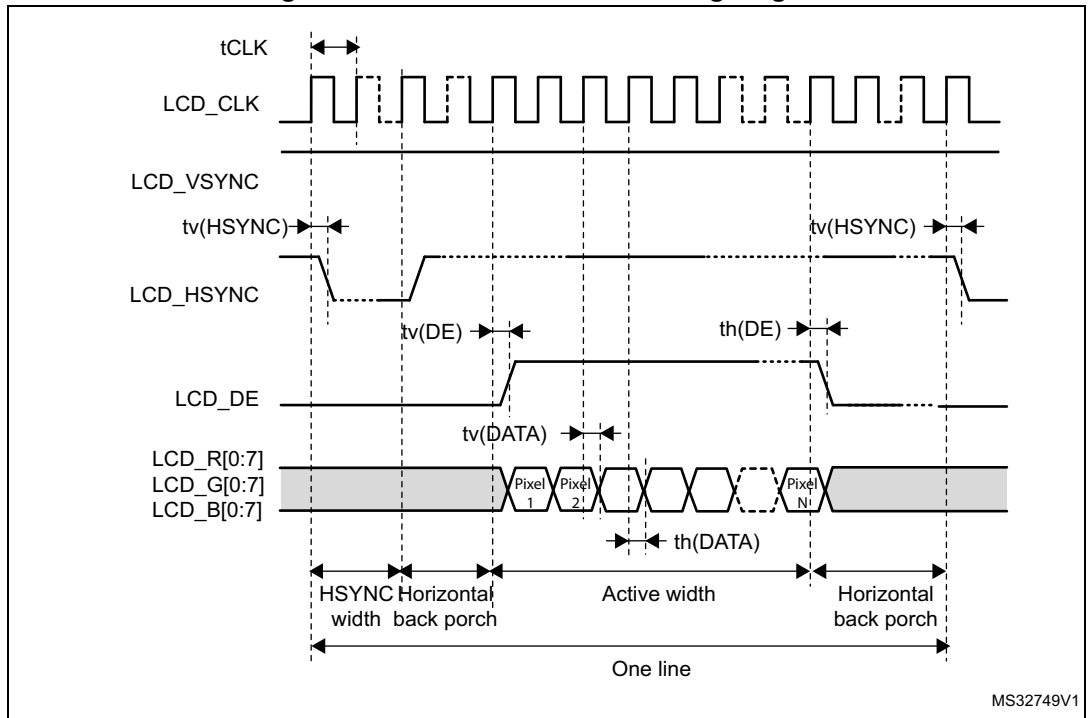 tCLK
LCD_CLK
LCD_VSYNC
tv(HSYNC)
tv(HSYNC)
LCD_HSYNC
tv(DE)
th(DE)
LCD_DE
tv(DATA)
LCD_R[0:7]
LCD_G[0:7]
LCD_B[0:7]
Pixel
1
Pixel
2
Pixel
N
th(DATA)
HSYNC
width
Horizontal
back porch
Active width
Horizontal
back porch
One line
MS32749V1